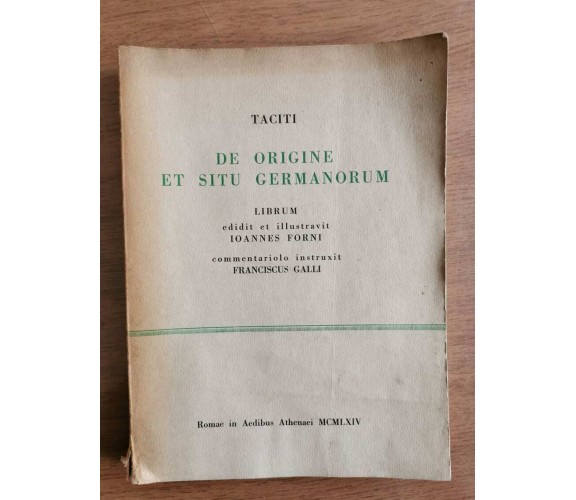 TACITI
DE ORIGINE
ET SITU GERMANORUM
LIBRUM
edidit et illustravit
IOANNES FORNI
commentariolo instruxit
FRANCISCUS GALLI
Romae in Aedibus Athenaei MCMLXIV